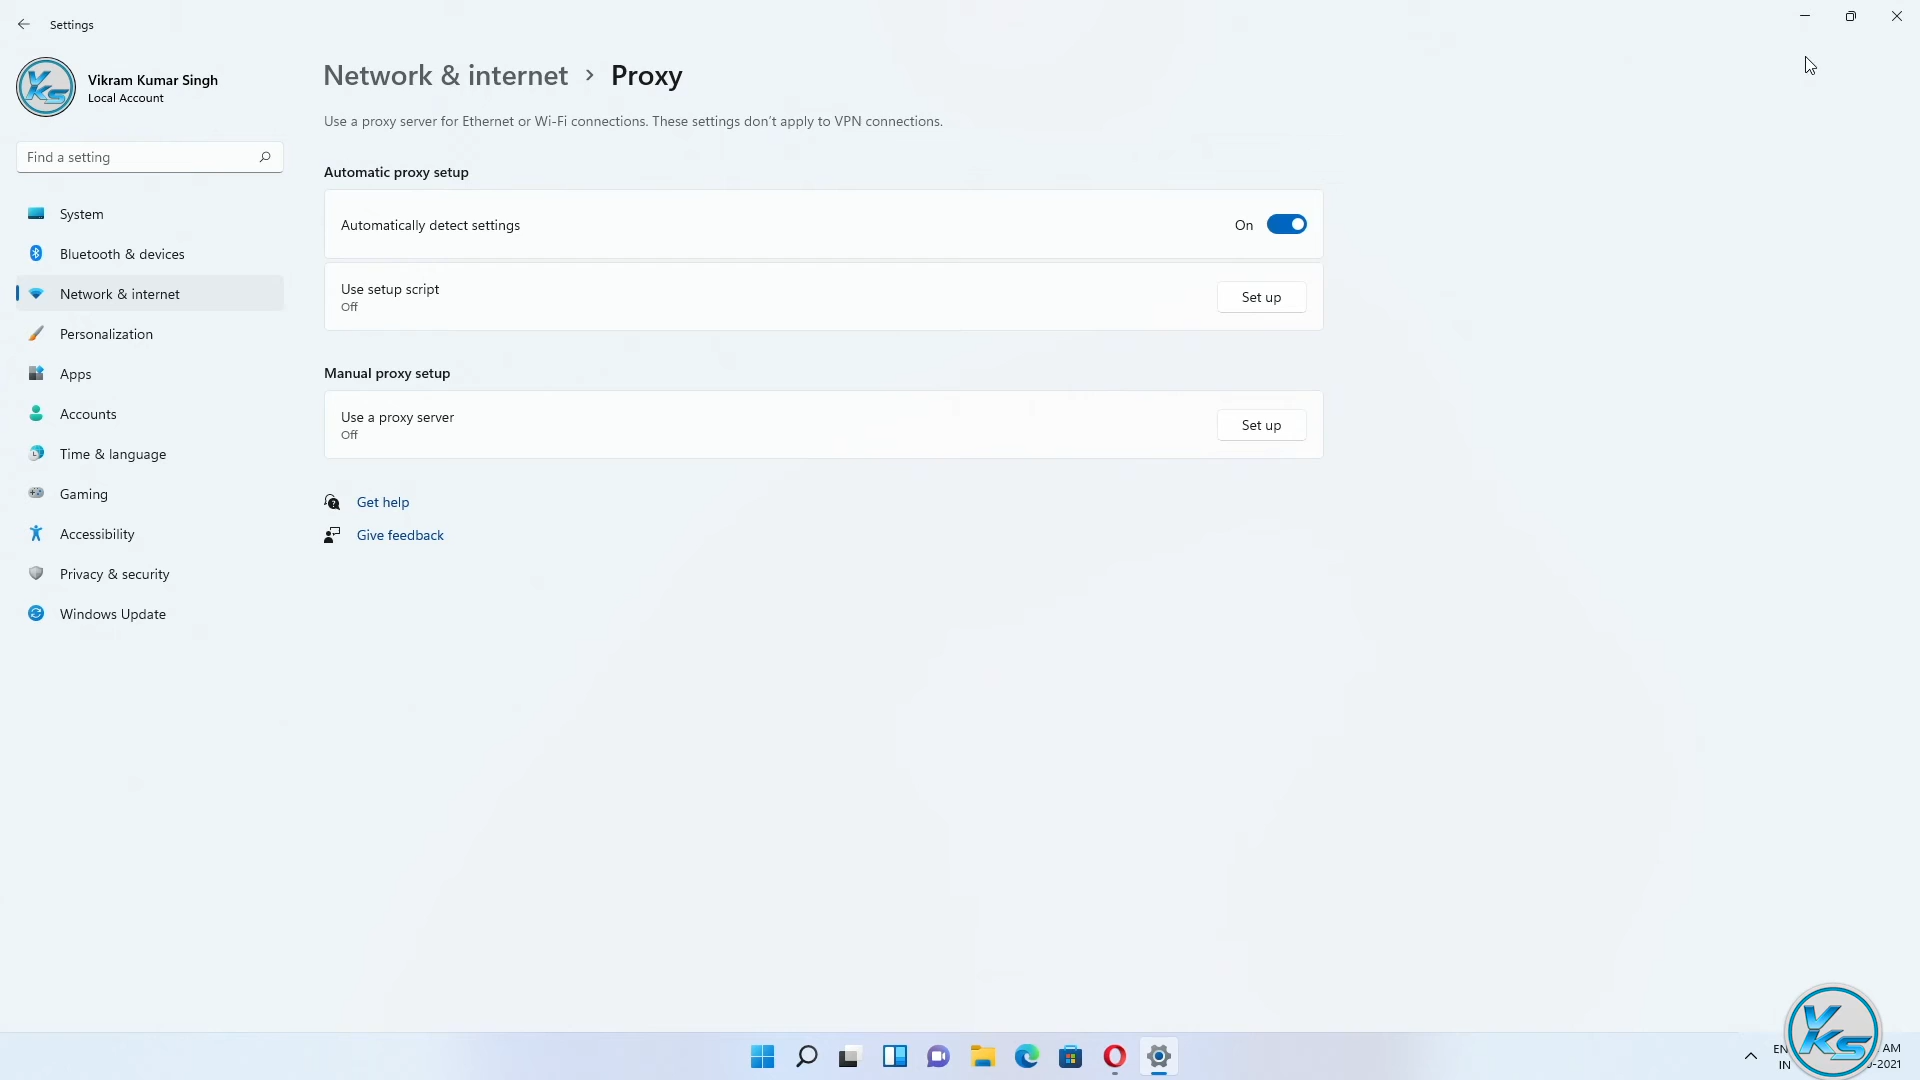 Settings
Vikram Kumar Singh
Local Account
Find a setting
System
Bluetooth & devices
Network & internet
Personalization
Apps
Accounts
Time & language
Gaming
Accessibility
Privacy & security
Windows Update
Network & internet › Proxy
Use a proxy server for Ethernet or Wi-Fi connections. These settings don't apply to VPN connections.
Automatic proxy setup
Automatically detect settings
On
Use setup script
Off
Set up
Manual proxy setup
Use a proxy server
Off
Set up
Get help
Give feedback
IN
AM
-2021
VKS